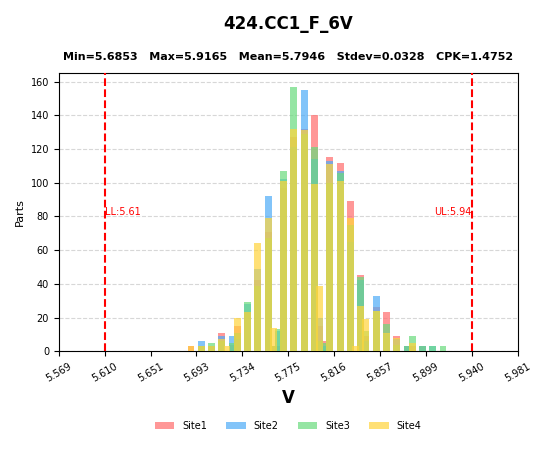 424.CC1_F_6V
Min=5.6853 Max=5.9165 Mean=5.7946 Stdev=0.0328 CPK=1.4752
160
140
120
100
80
60
40
20
0
Parts
LL:5.61
UL:5.94
5.569 5.610 5.651 5.693 5.734 5.775 5.816 5.857 5.899 5.940 5.981
V
Site1 Site2 Site3 Site4